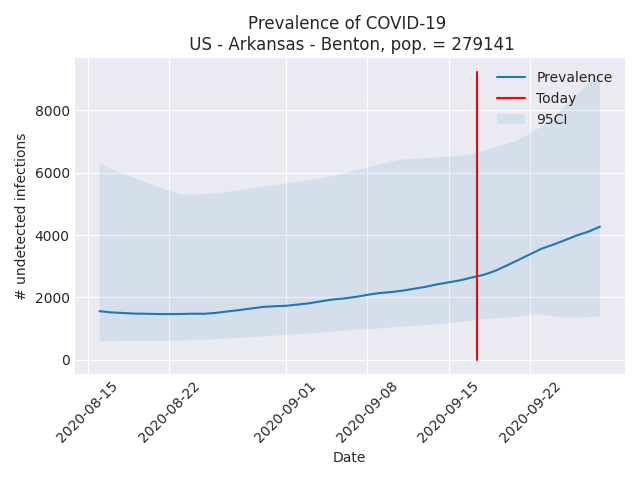 Prevalence of COVID-19
US - Arkansas - Benton, pop. = 279141
Prevalence
Today
95CI
# undetected infections
8000
6000
4000
2000
0
2020-08-15
2020-08-22
2020-09-01
2020-09-08
2020-09-15
2020-09-22
Date